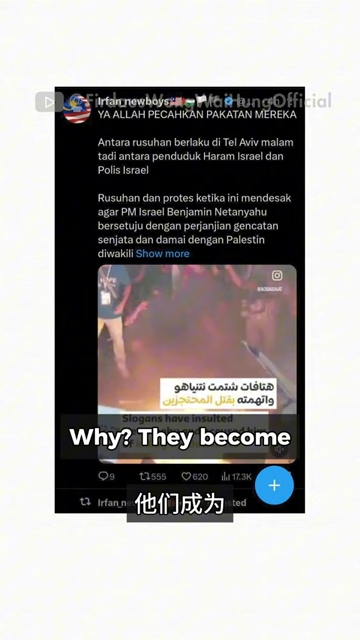 @FirdausWongWaiHungOfficial
Irfan_newboys
YA ALLAH PECAHKAN PAKATAN MEREKA
Antara rusuhan berlaku di Tel Aviv malam
tadi antara penduduk Haram Israel dan
Polis Israel
Rusuhan dan protes ketika ini mendesak
agar PM Israel Benjamin Netanyahu
bersetuju dengan perjanjian gencatan
senjata dan damai dengan Palestin
diwakili Show more
هتافات شتمت نتنياهو
واتهمته بقتل المحتجزين
Slogans have insulted
Why? They become
9 555 620 17.3K
他们成为
Irfan_new